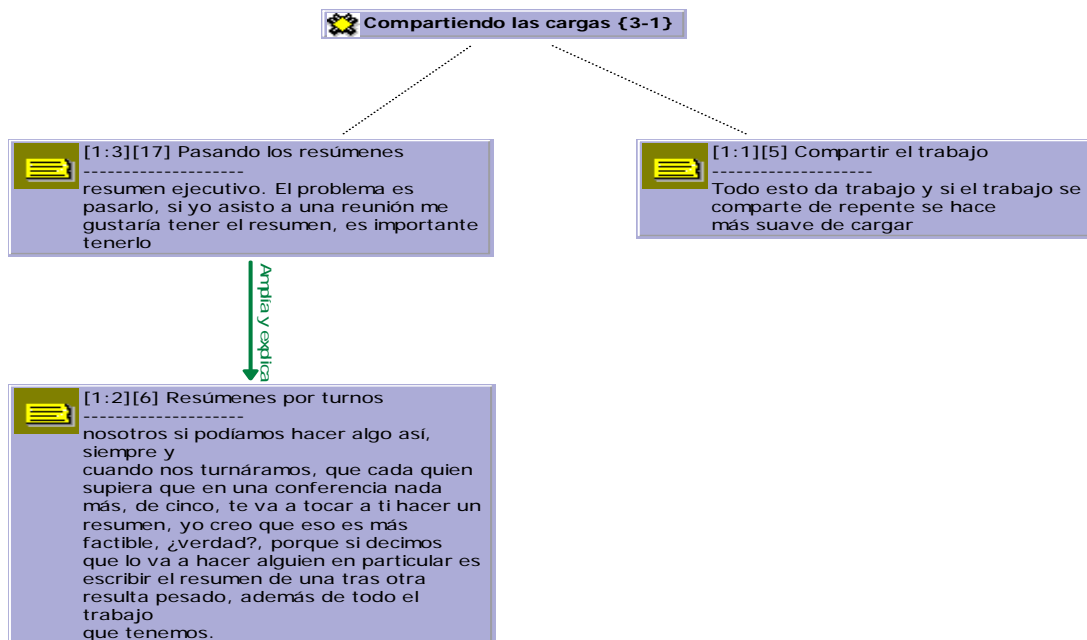 Compartiendo las cargas {3-1}
[1:3][17] Pasando los resúmenes
--------------------
resumen ejecutivo. El problema es
pasarlo, si yo asisto a una reunión me
gustaría tener el resumen, es importante
tenerlo
[1:1][5] Compartir el trabajo
--------------------
Todo esto da trabajo y si el trabajo se
comparte de repente se hace
más suave de cargar
Amplia y explica
[1:2][6] Resúmenes por turnos
--------------------
nosotros si podíamos hacer algo así,
siempre y
cuando nos turnáramos, que cada quien
supiera que en una conferencia nada
más, de cinco, te va a tocar a ti hacer un
resumen, yo creo que eso es más
factible, ¿verdad?, porque si decimos
que lo va a hacer alguien en particular es
escribir el resumen de una tras otra
resulta pesado, además de todo el
trabajo
que tenemos.